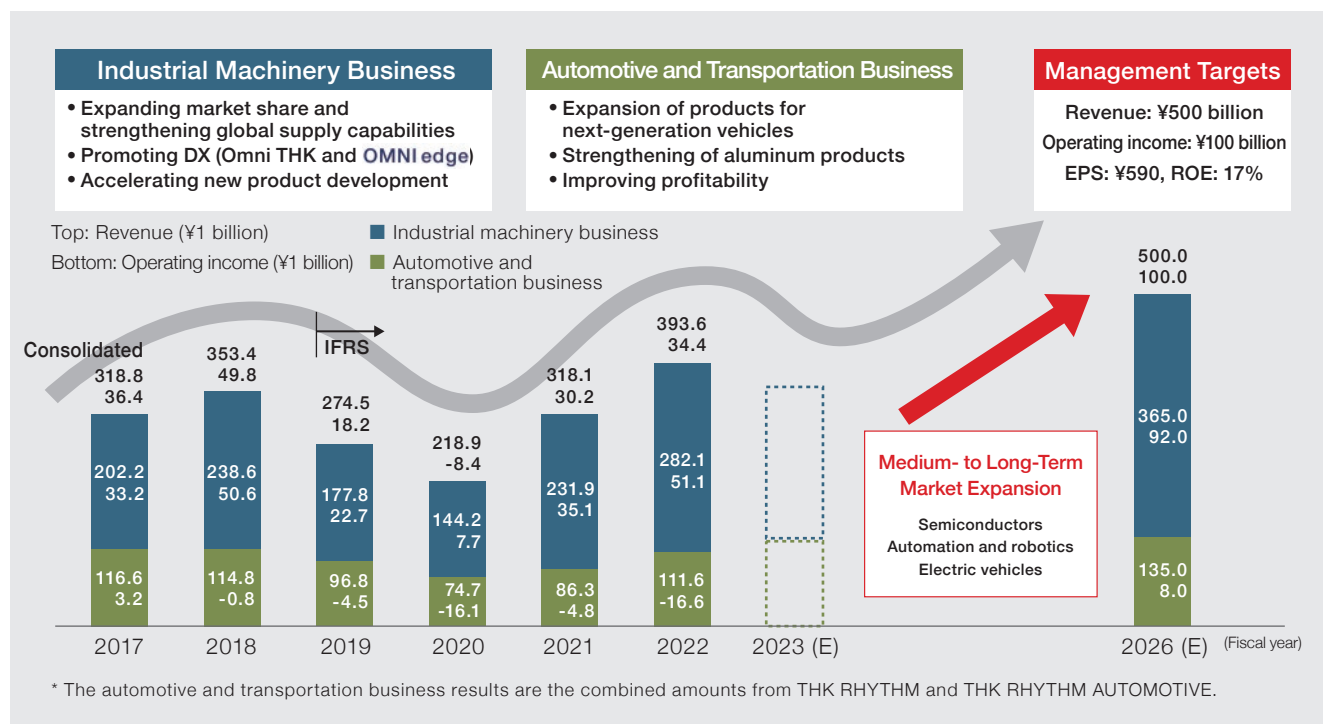 Industrial Machinery Business
• Expanding market share and
strengthening global supply capabilities
• Promoting DX (Omni THK and OMNI edge)
• Accelerating new product development
Automotive and Transportation Business
• Expansion of products for
next-generation vehicles
• Strengthening of aluminum products
• Improving profitability
Management Targets
Revenue: ¥500 billion
Operating income: ¥100 billion
EPS: ¥590, ROE: 17%
Top: Revenue (¥1 billion)
Bottom: Operating income (¥1 billion)
Industrial machinery business
Automotive and
transportation business
IFRS
Consolidated
318.8
36.4
202.2
33.2
116.6
3.2
353.4
49.8
238.6
50.6
114.8
-0.8
274.5
18.2
177.8
22.7
96.8
-4.5
218.9
-8.4
144.2
7.7
74.7
-16.1
318.1
30.2
231.9
35.1
86.3
-4.8
393.6
34.4
282.1
51.1
111.6
-16.6
Medium- to Long-Term
Market Expansion
Semiconductors
Automation and robotics
Electric vehicles
500.0
100.0
365.0
92.0
135.0
8.0
2017 2018 2019 2020 2021 2022 2023 (E) 2026 (E) (Fiscal year)
* The automotive and transportation business results are the combined amounts from THK RHYTHM and THK RHYTHM AUTOMOTIVE.